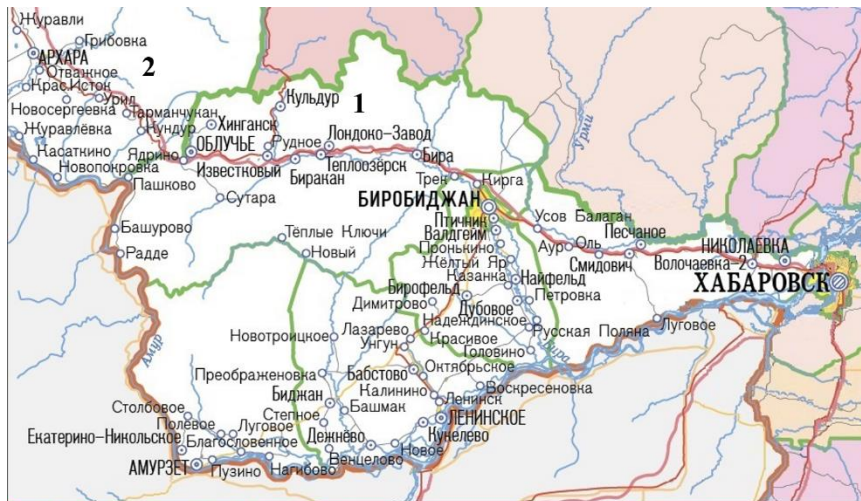 Журавли
Грибовка
АРХАРА
2
Отважное
Крас.Исток
Урил
Новосергеевка
Тарманчукан
Журавлёвка
Кундур
Касаткино
Новопокровка
Ядрино
ОБЛУЧЬЕ
Хинганск
Кульдур
1
Рудное
Лондоко-Завод
Известковый
Биракан
Теплоозёрск
Бира
Трек
Кирга
Урми
Пашково
Сутара
БИРОБИДЖАН
Птичник
Валдгейм
Пронькино
Жёлтый Яр
Казанка
Усов Балаган
Аур
Оль
Песчаное
Смидович
Волочаевка-2
НИКОЛАЕВКА
ХАБАРОВСК
Башурово
Радде
Тёплые Ключи
Новый
Бирофельд
Найфельд
Димитрово
Дубовое
Петровка
Надеждинское
Русская Поляна
Луговое
Амур
Новотроицкое
Лазарево
Унгун
Красивое
Головино
Бира
Преображеновка
Бабстово
Октябрьское
Биджан
Калинино
Воскресеновка
Башмак
Ленинск
Столбовое
Степное
ЛЕНИНСКОЕ
Полевое
Луговое
Екатерино-Никольское
Благословенное
Дежнёво
Кукелево
АМУРЗЕТ
Пузино
Нагибово
Венцелово
Новое